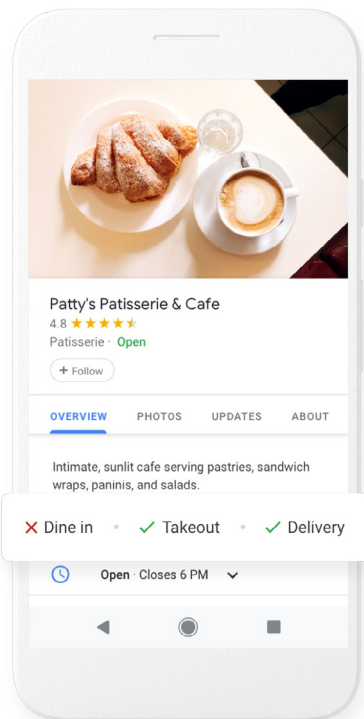 Patty's Patisserie & Cafe
4.8
Patisserie · Open
+ Follow
OVERVIEW PHOTOS UPDATES ABOUT
Intimate, sunlit cafe serving pastries, sandwich
wraps, paninis, and salads.
Dine in · Takeout · Delivery
Open · Closes 6 PM